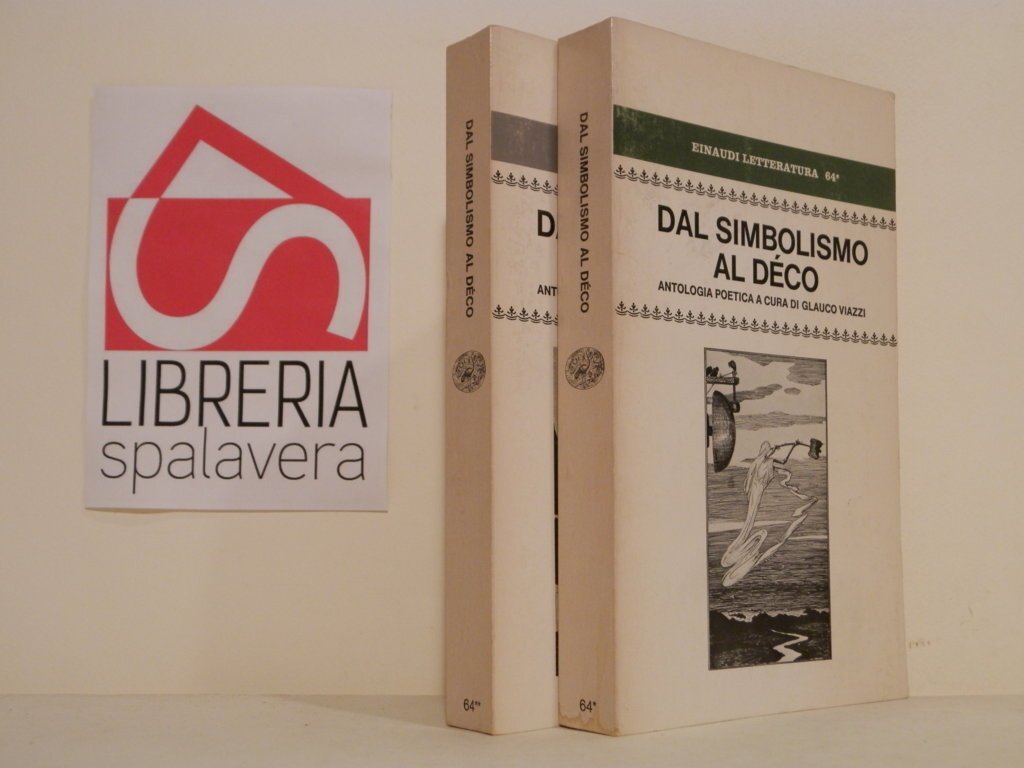 LIBRERIA
spalavera
DAL SIMBOLISMO AL DÉCO
64**
D
ANT
DAL SIMBOLISMO AL DÉCO
64*
EINAUDI LETTERATURA 64*
DAL SIMBOLISMO
AL DÉCO
ANTOLOGIA POETICA A CURA DI GLAUCO VIAZZI